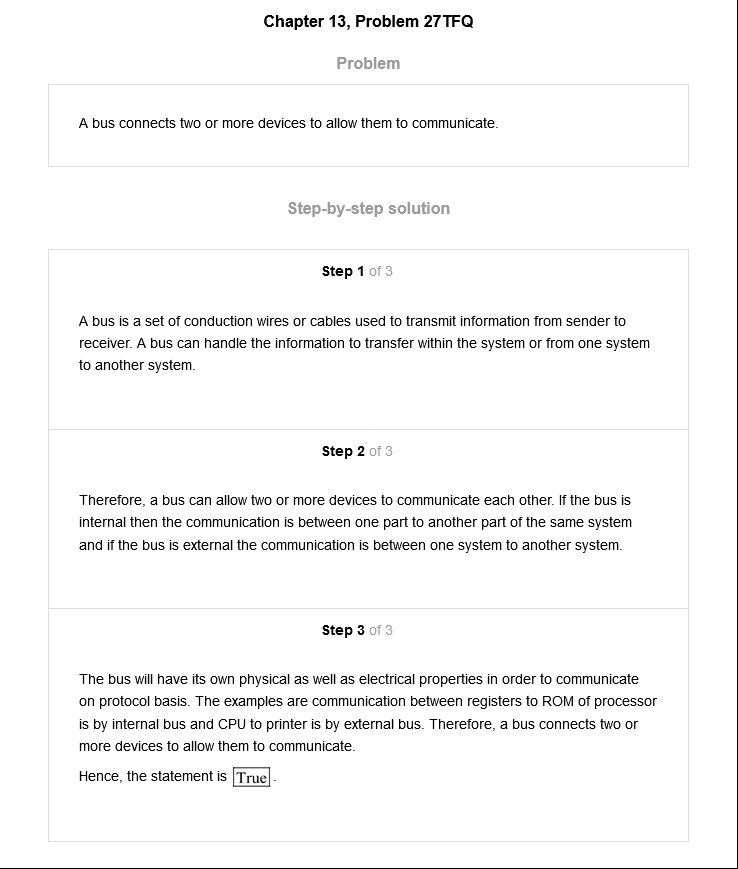 Chapter 13, Problem 27TFQ
Problem
A bus connects two or more devices to allow them to communicate.
Step-by-step solution
Step 1 of 3
A bus is a set of conduction wires or cables used to transmit information from sender to
receiver. A bus can handle the information to transfer within the system or from one system
to another system.
Step 2 of 3
Therefore, a bus can allow two or more devices to communicate each other. If the bus is
internal then the communication is between one part to another part of the same system
and if the bus is external the communication is between one system to another system.
Step 3 of 3
The bus will have its own physical as well as electrical properties in order to communicate
on protocol basis. The examples are communication between registers to ROM of processor
is by internal bus and CPU to printer is by external bus. Therefore, a bus connects two or
more devices to allow them to communicate.
Hence, the statement is True.